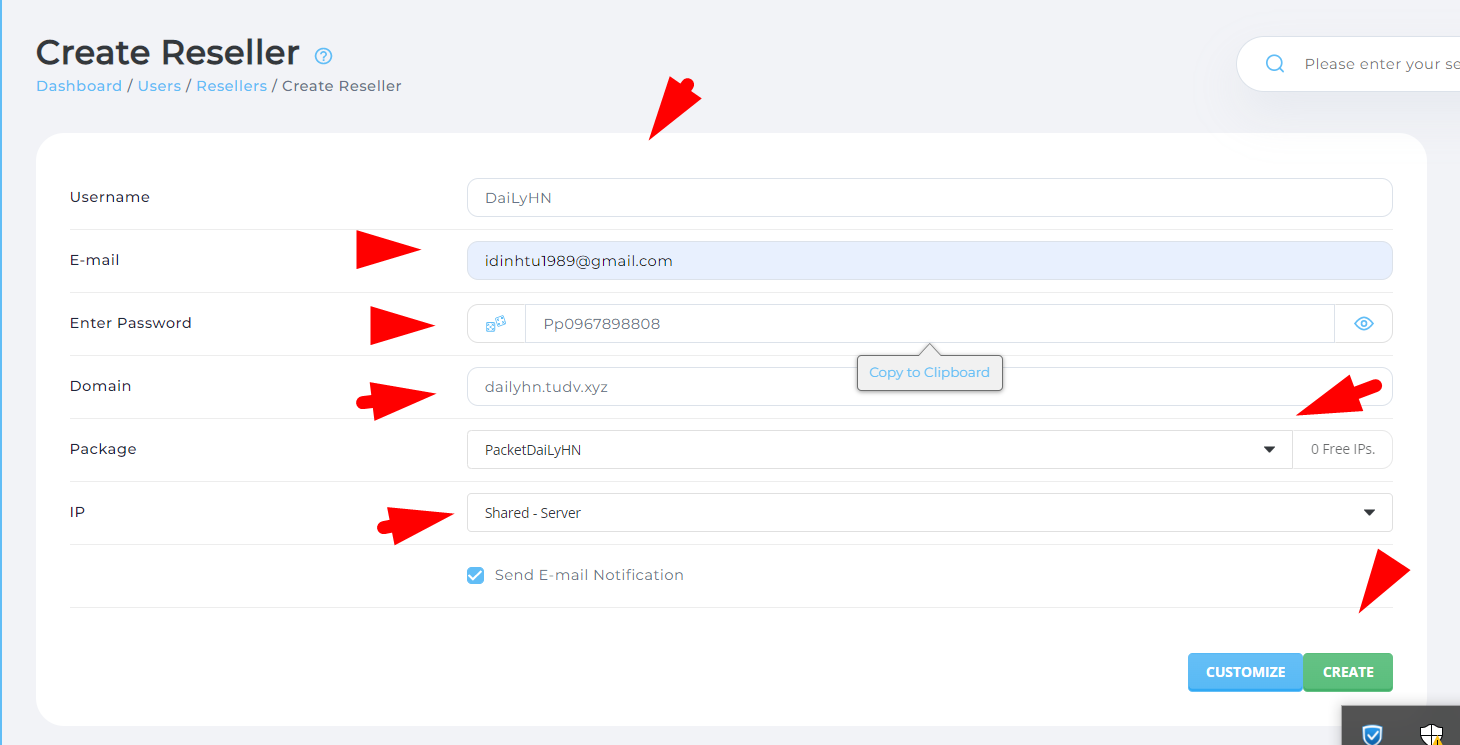 Create Reseller
Dashboard / Users / Resellers / Create Reseller
Please enter your se
Username
DaiLyHN
E-mail
idinhtu1989@gmail.com
Enter Password
Pp0967898808
Copy to Clipboard
Domain
dailyhn.tudv.xyz
Package
PacketDaiLyHN
0 Free IPs.
IP
Shared - Server
Send E-mail Notification
CUSTOMIZE
CREATE